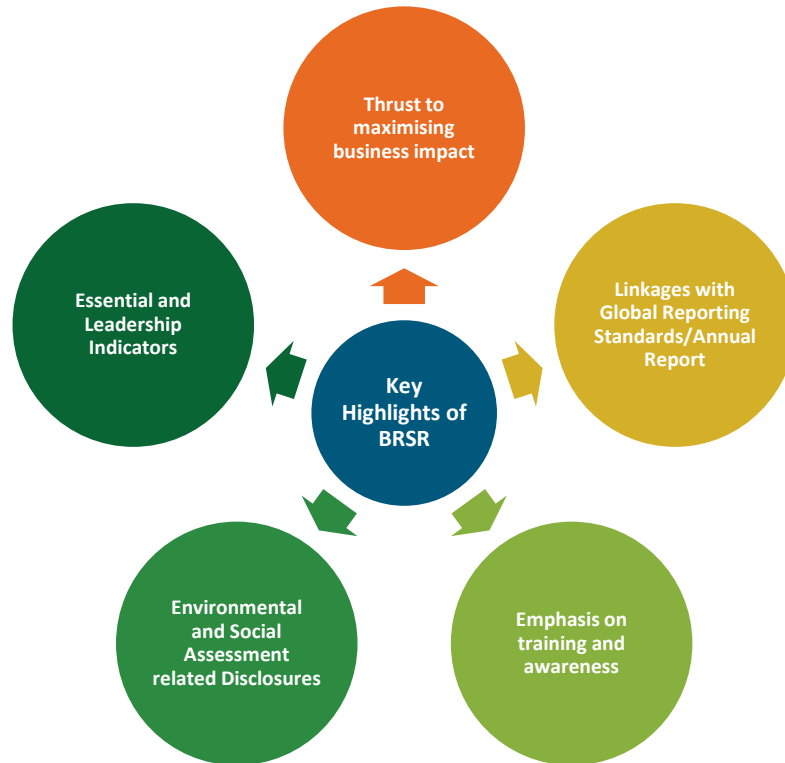 Thrust to
maximising
business impact
Linkages with
Global Reporting
Standards/Annual
Report
Emphasis on
training and
awareness
Environmental
and Social
Assessment
related Disclosures
Essential and
Leadership
Indicators
Key
Highlights of
BRSR